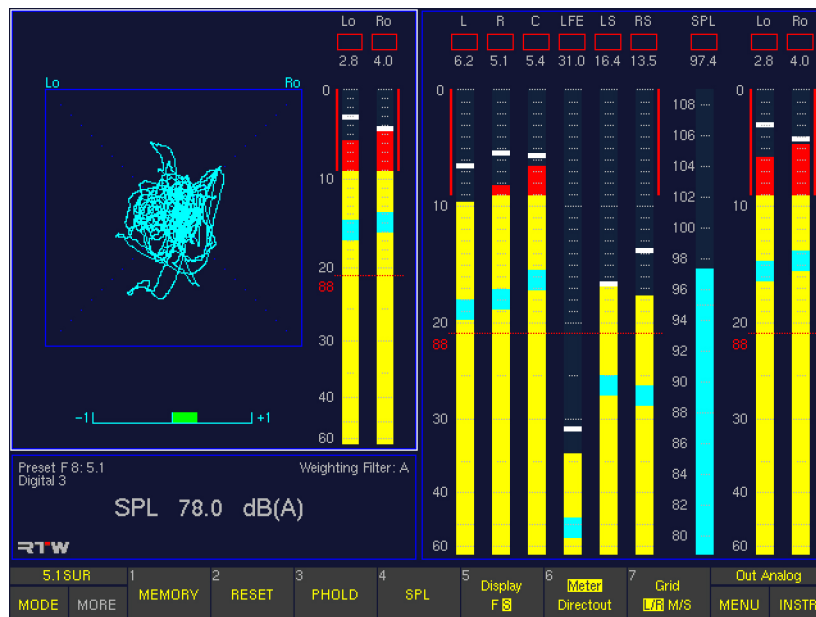 Lo Ro
2.8 4.0
Lo Ro
0
10
20
88
30
40
60
-1 +1
Preset F 8: 5.1 Weighting Filter: A
Digital 3
SPL 78.0 dB(A)
RTW
L R C LFE LS RS SPL Lo Ro
6.2 5.1 5.4 31.0 16.4 13.5 97.4 2.8 4.0
0 108 0
106
104
10 102 10
100
98
96
20 94 20
88 92 88
90
30 88 30
86
84
40 82 40
60 80 60
5.1SUR 1 2 3 4 5 6 7 Out Analog
MEMORY RESET PHOLD SPL Display Meter Grid
MODE MORE F S Directout L/R M/S MENU INSTR